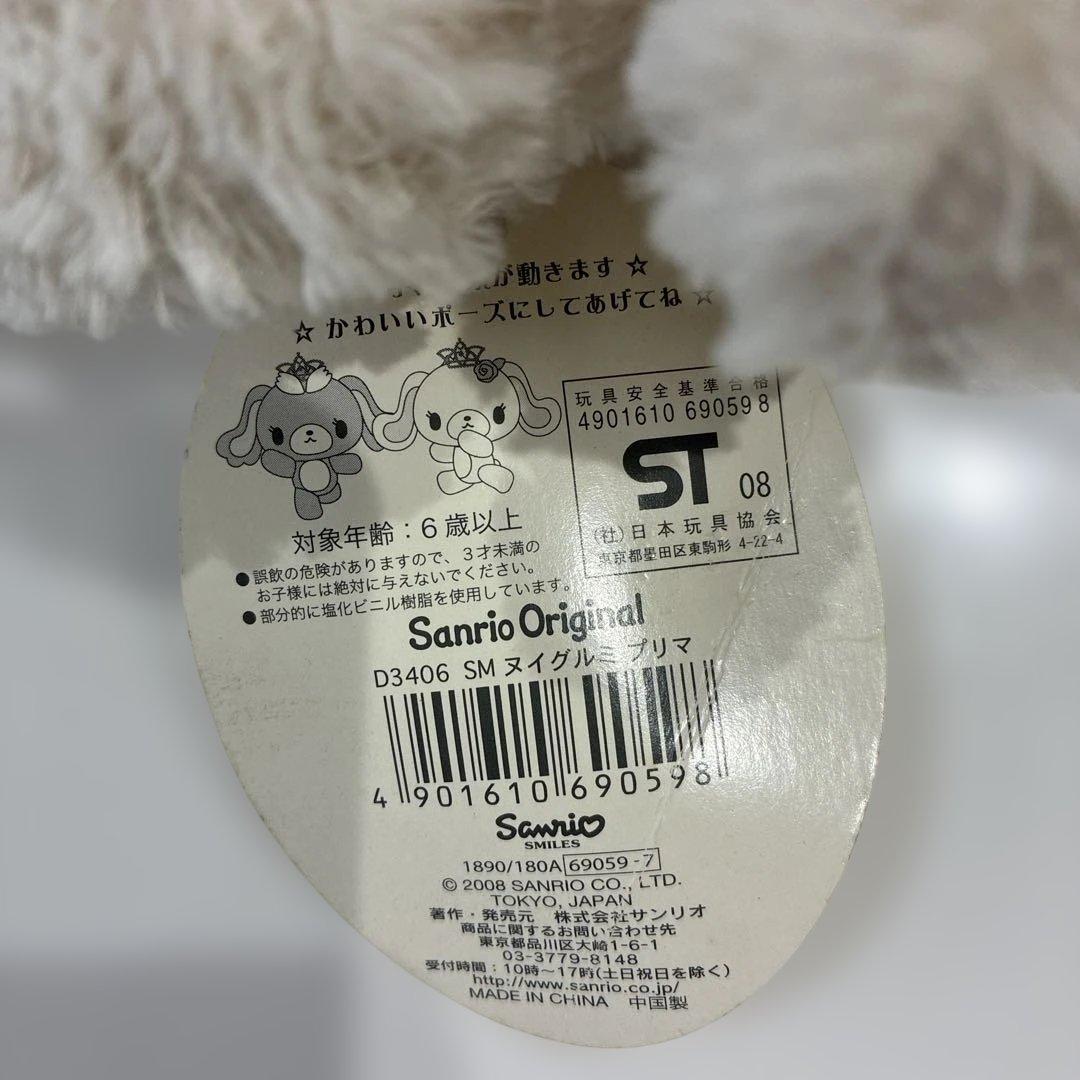 が動きます ☆
☆ かわいいポーズにしてあげてね ☆
玩具安全基準合格
4901610 690598
ST 08
(社)日本玩具協会
東京都墨田区東駒形 4-22-4
対象年齢：6歳以上
● 誤飲の危険がありますので、3才未満の
お子様には絶対に与えないでください。
● 部分的に塩化ビニル樹脂を使用しています。
Sanrio Original
D3406 SM ヌイグルミ プリマ
4 901610 690598
Sanrio
SMILES
1890/180A 69059-7
© 2008 SANRIO CO., LTD.
TOKYO, JAPAN
著作・発売元 株式会社サンリオ
商品に関するお問い合わせ先
東京都品川区大崎1-6-1
03-3779-8148
受付時間：10時～17時(土日祝日を除く)
http://www.sanrio.co.jp/
MADE IN CHINA 中国製